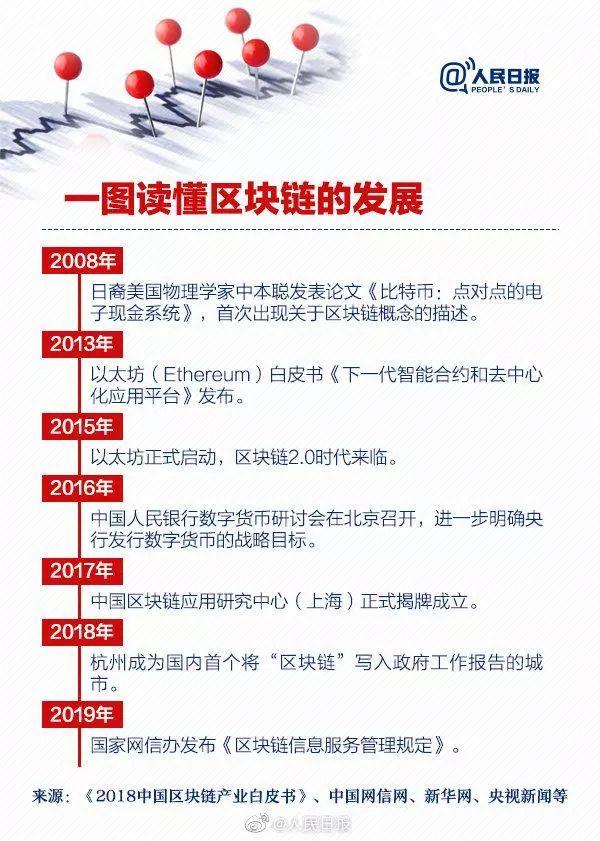 @人民日报
PEOPLE'S DAILY
一图读懂区块链的发展
2008年
日裔美国物理学家中本聪发表论文《比特币：点对点的电
子现金系统》，首次出现关于区块链概念的描述。
2013年
以太坊（Ethereum）白皮书《下一代智能合约和去中心
化应用平台》发布。
2015年
以太坊正式启动，区块链2.0时代来临。
2016年
中国人民银行数字货币研讨会在北京召开，进一步明确央
行发行数字货币的战略目标。
2017年
中国区块链应用研究中心（上海）正式揭牌成立。
2018年
杭州成为国内首个将“区块链”写入政府工作报告的城
市。
2019年
国家网信办发布《区块链信息服务管理规定》。
来源：《2018中国区块链产业白皮书》、中国网信网、新华网、央视新闻等
@人民日报